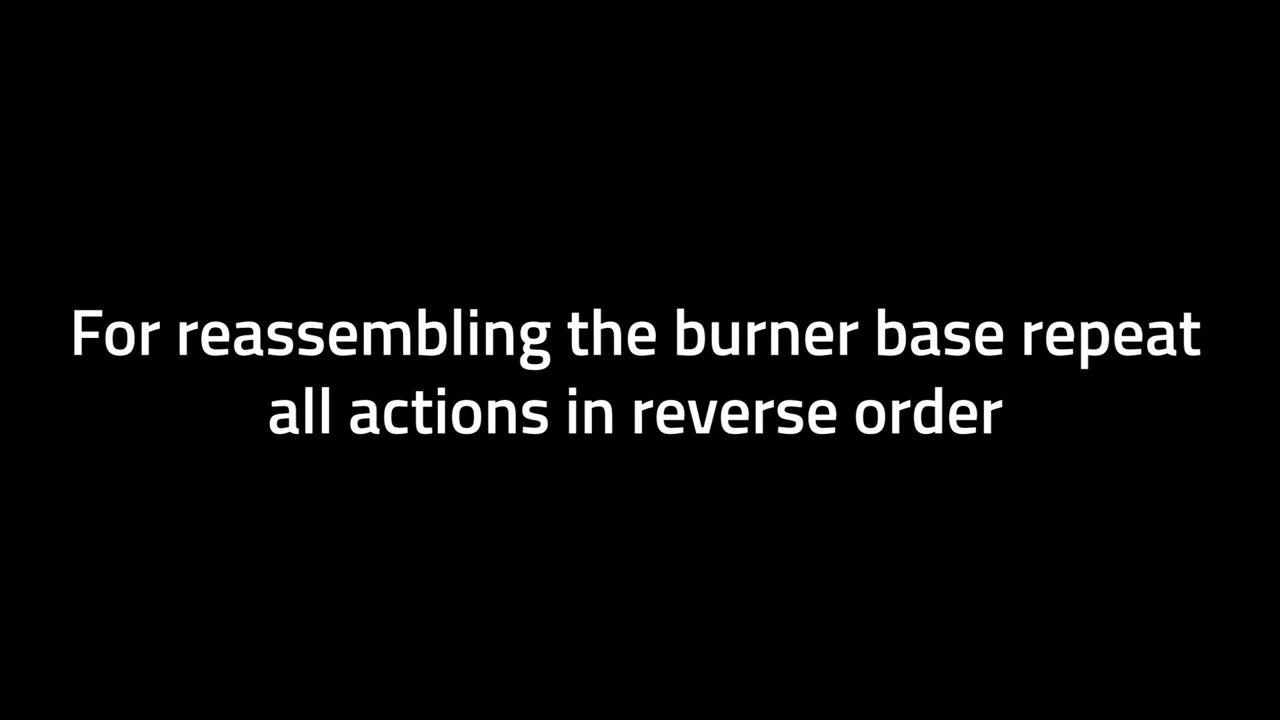 For reassembling the burner base repeat
all actions in reverse order